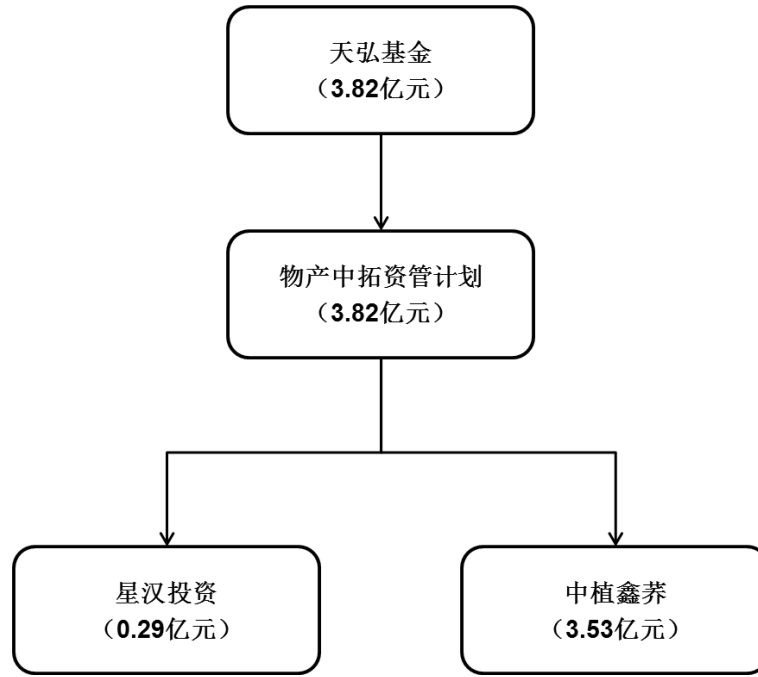 天弘基金
（3.82亿元）
物产中拓资管计划
（3.82亿元）
星汉投资
（0.29亿元）
中植鑫荞
（3.53亿元）